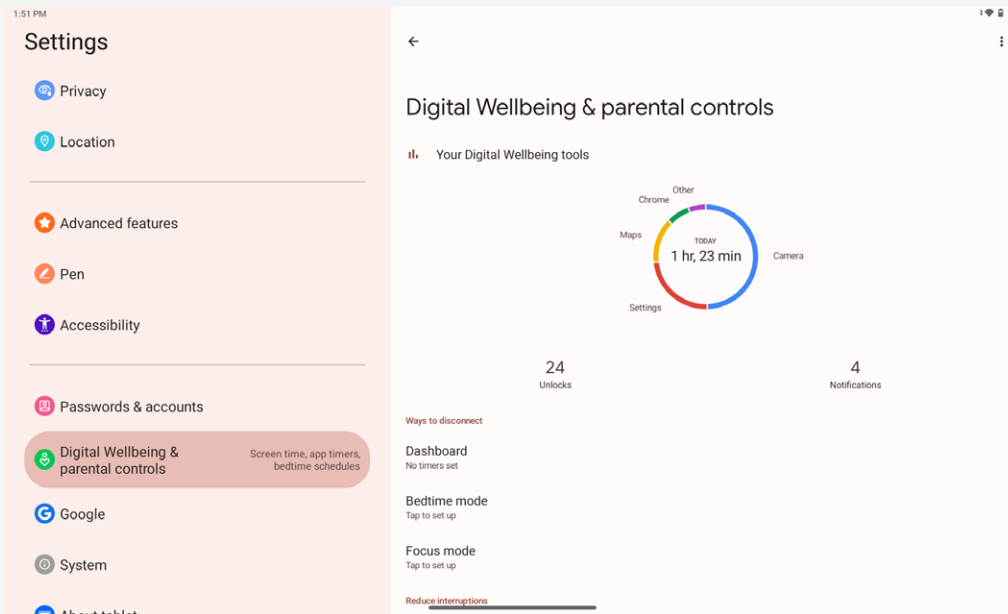 1:51 PM
Settings
Privacy
Location
Advanced features
Pen
Accessibility
Passwords & accounts
Digital Wellbeing &
parental controls
Screen time, app timers,
bedtime schedules
Google
System
About tablet
Digital Wellbeing & parental controls
Your Digital Wellbeing tools
Other
Chrome
Maps
TODAY
1 hr, 23 min
Camera
Settings
24
Unlocks
4
Notifications
Ways to disconnect
Dashboard
No timers set
Bedtime mode
Tap to set up
Focus mode
Tap to set up
Reduce interruptions